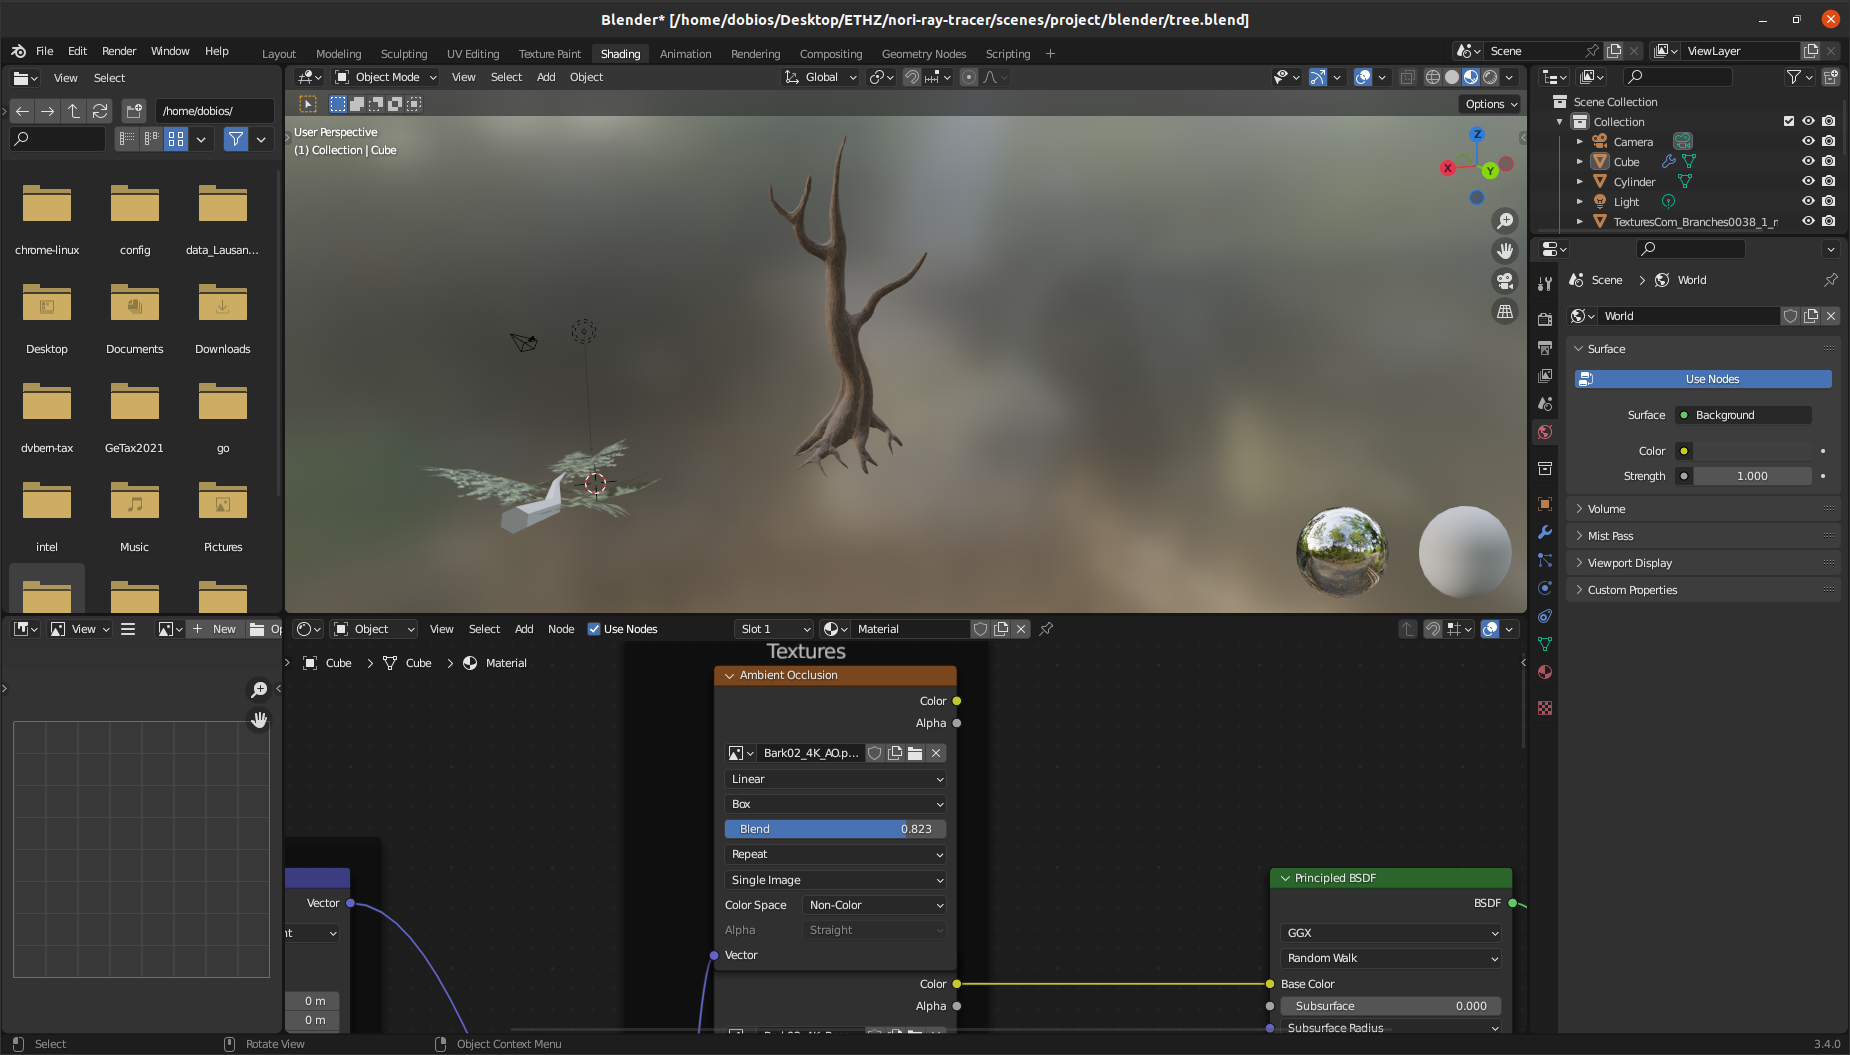 Blender* [/home/dobios/Desktop/ETHZ/nori-ray-tracer/scenes/project/blender/tree.blend]
File Edit Render Window Help
Layout Modeling Sculpting UV Editing Texture Paint Shading Animation Rendering Compositing Geometry Nodes Scripting +
Scene
ViewLayer
View Select
/home/dobios/
chrome-linux config data_Lausan...
Desktop Documents Downloads
dvbern-tax GeTax2021 go
intel Music Pictures
Object Mode View Select Add Object
Global
Options
User Perspective
(1) Collection | Cube
Z
X
Y
Scene Collection
Collection
Camera
Cube
Cylinder
Light
TexturesCom_Branches0038_1_r
Scene > World
World
Surface
Use Nodes
Surface Background
Color
Strength 1.000
Volume
Mist Pass
Viewport Display
Custom Properties
View
+ New Op
Object View Select Add Node Use Nodes
Slot 1
Material
Cube > Cube > Material
Textures
Ambient Occlusion
Color
Alpha
Bark02_4K_AO.p...
Linear
Box
Blend 0.823
Repeat
Single Image
Color Space Non-Color
Alpha Straight
Vector
Color
Alpha
Vector
nt
0 m
0 m
Principled BSDF
BSDF
GGX
Random Walk
Base Color
Subsurface 0.000
Subsurface Radius
Select
Rotate View
Object Context Menu
3.4.0